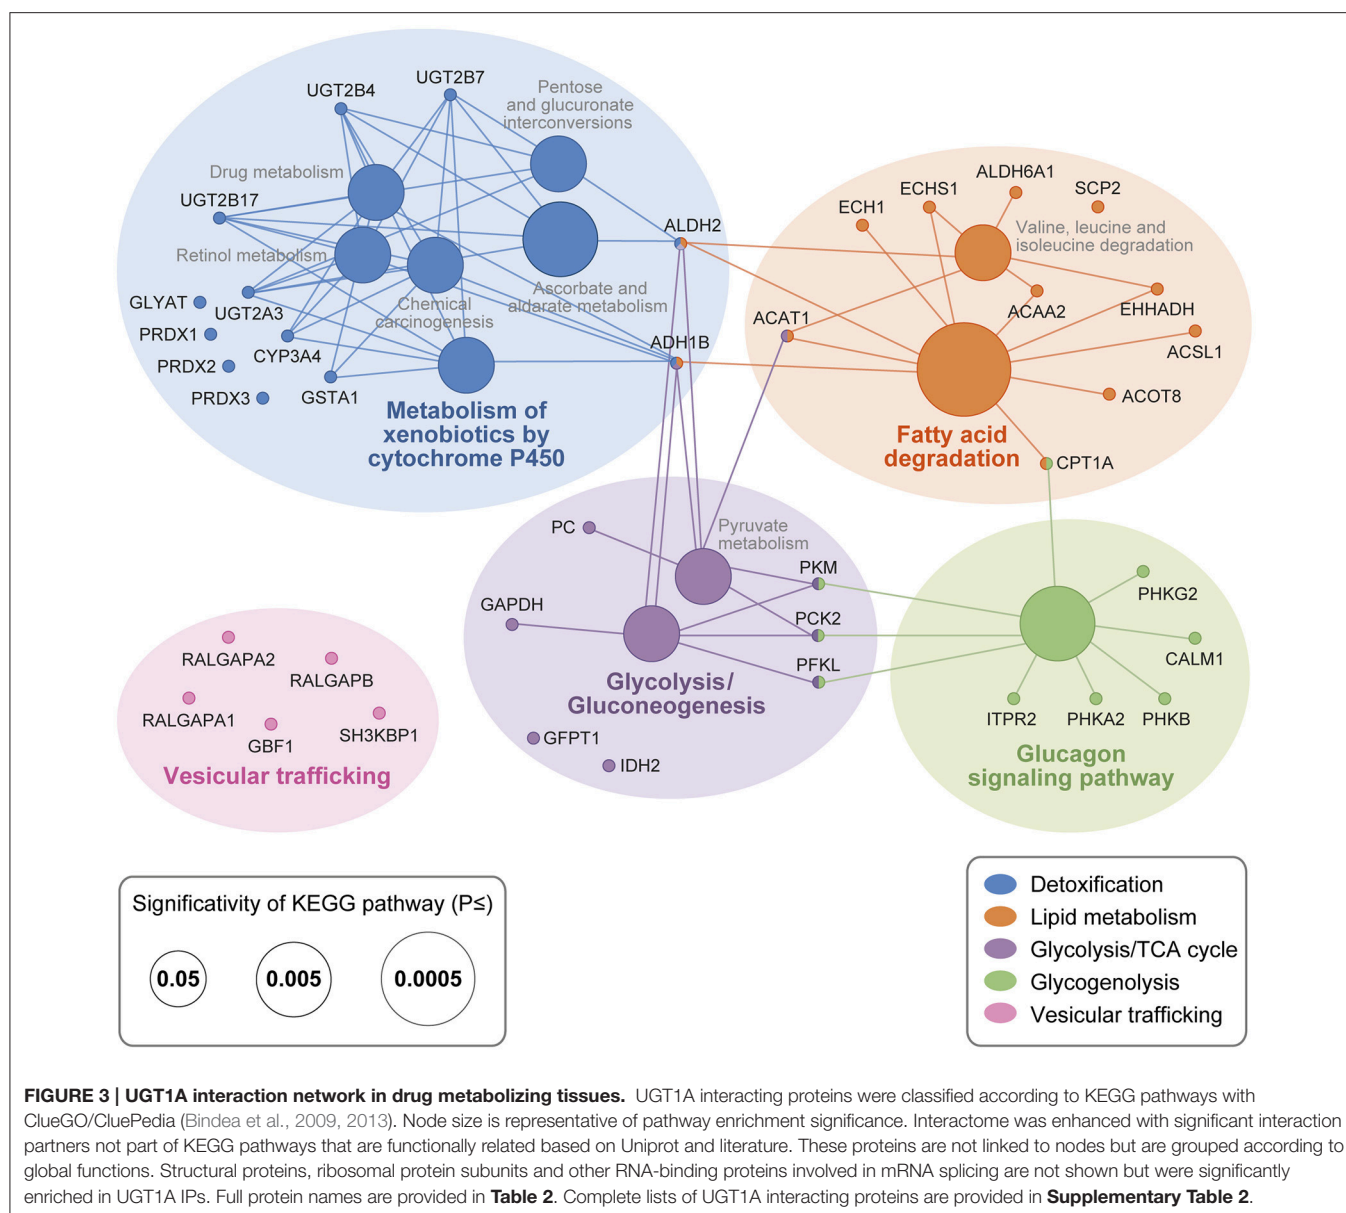 UGT2B4
UGT2B7
Pentose
and glucuronate
interconversions
Drug metabolism
UGT2B17
Retinol metabolism
GLYAT
UGT2A3
PRDX1
PRDX2
CYP3A4
PRDX3
GSTA1
Chemical
carcinogenesis
Ascorbate and
aldarate metabolism
ALDH2
ADH1B
Metabolism of
xenobiotics by
cytochrome P450
ECH1
ECHS1
ALDH6A1
SCP2
Valine, leucine and
isoleucine degradation
ACAT1
ACAA2
EHHADH
ACSL1
ACOT8
Fatty acid
degradation
CPT1A
PC
Pyruvate
metabolism
GAPDH
PKM
PCK2
PFKL
Glycolysis/
Gluconeogenesis
GFPT1
IDH2
PHKG2
CALM1
ITPR2
PHKA2
PHKB
Glucagon
signaling pathway
RALGAPA2
RALGAPB
RALGAPA1
GBF1
SH3KBP1
Vesicular trafficking
Significativity of KEGG pathway (P≤)
0.05
0.005
0.0005
Detoxification
Lipid metabolism
Glycolysis/TCA cycle
Glycogenolysis
Vesicular trafficking
FIGURE 3 | UGT1A interaction network in drug metabolizing tissues. UGT1A interacting proteins were classified according to KEGG pathways with
ClueGO/CluePedia (Bindea et al., 2009, 2013). Node size is representative of pathway enrichment significance. Interactome was enhanced with significant interaction
partners not part of KEGG pathways that are functionally related based on Uniprot and literature. These proteins are not linked to nodes but are grouped according to
global functions. Structural proteins, ribosomal protein subunits and other RNA-binding proteins involved in mRNA splicing are not shown but were significantly
enriched in UGT1A IPs. Full protein names are provided in Table 2. Complete lists of UGT1A interacting proteins are provided in Supplementary Table 2.